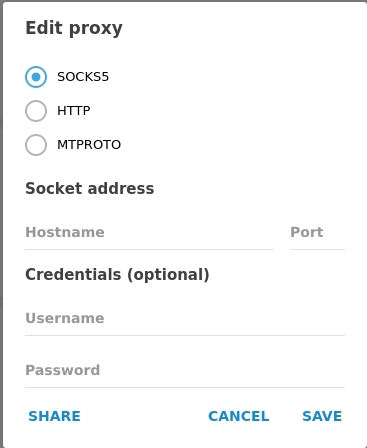 Edit proxy
SOCKS5
HTTP
MTPROTO
Socket address
Hostname Port
Credentials (optional)
Username
Password
SHARE CANCEL SAVE